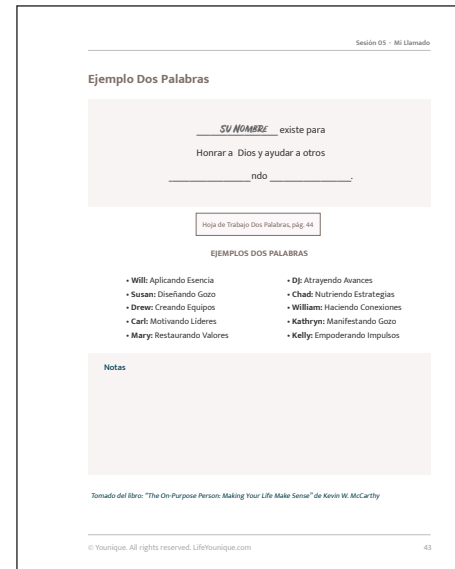 Sesión 05 - Mi Llamado
Ejemplo Dos Palabras
SU NOMBRE existe para
Honrar a Dios y ayudar a otros
________________ndo ________________.
Hoja de Trabajo Dos Palabras, pág. 44
EJEMPLOS DOS PALABRAS
• Will: Aplicando Esencia
• Susan: Diseñando Gozo
• Drew: Creando Equipos
• Carl: Motivando Líderes
• Mary: Restaurando Valores
• DJ: Atrayendo Avances
• Chad: Nutriendo Estrategias
• William: Haciendo Conexiones
• Kathryn: Manifestando Gozo
• Kelly: Empoderando Impulsos
Notas
Tomado del libro: "The On-Purpose Person: Making Your Life Make Sense" de Kevin W. McCarthy
© Younique. All rights reserved. LifeYounique.com
43